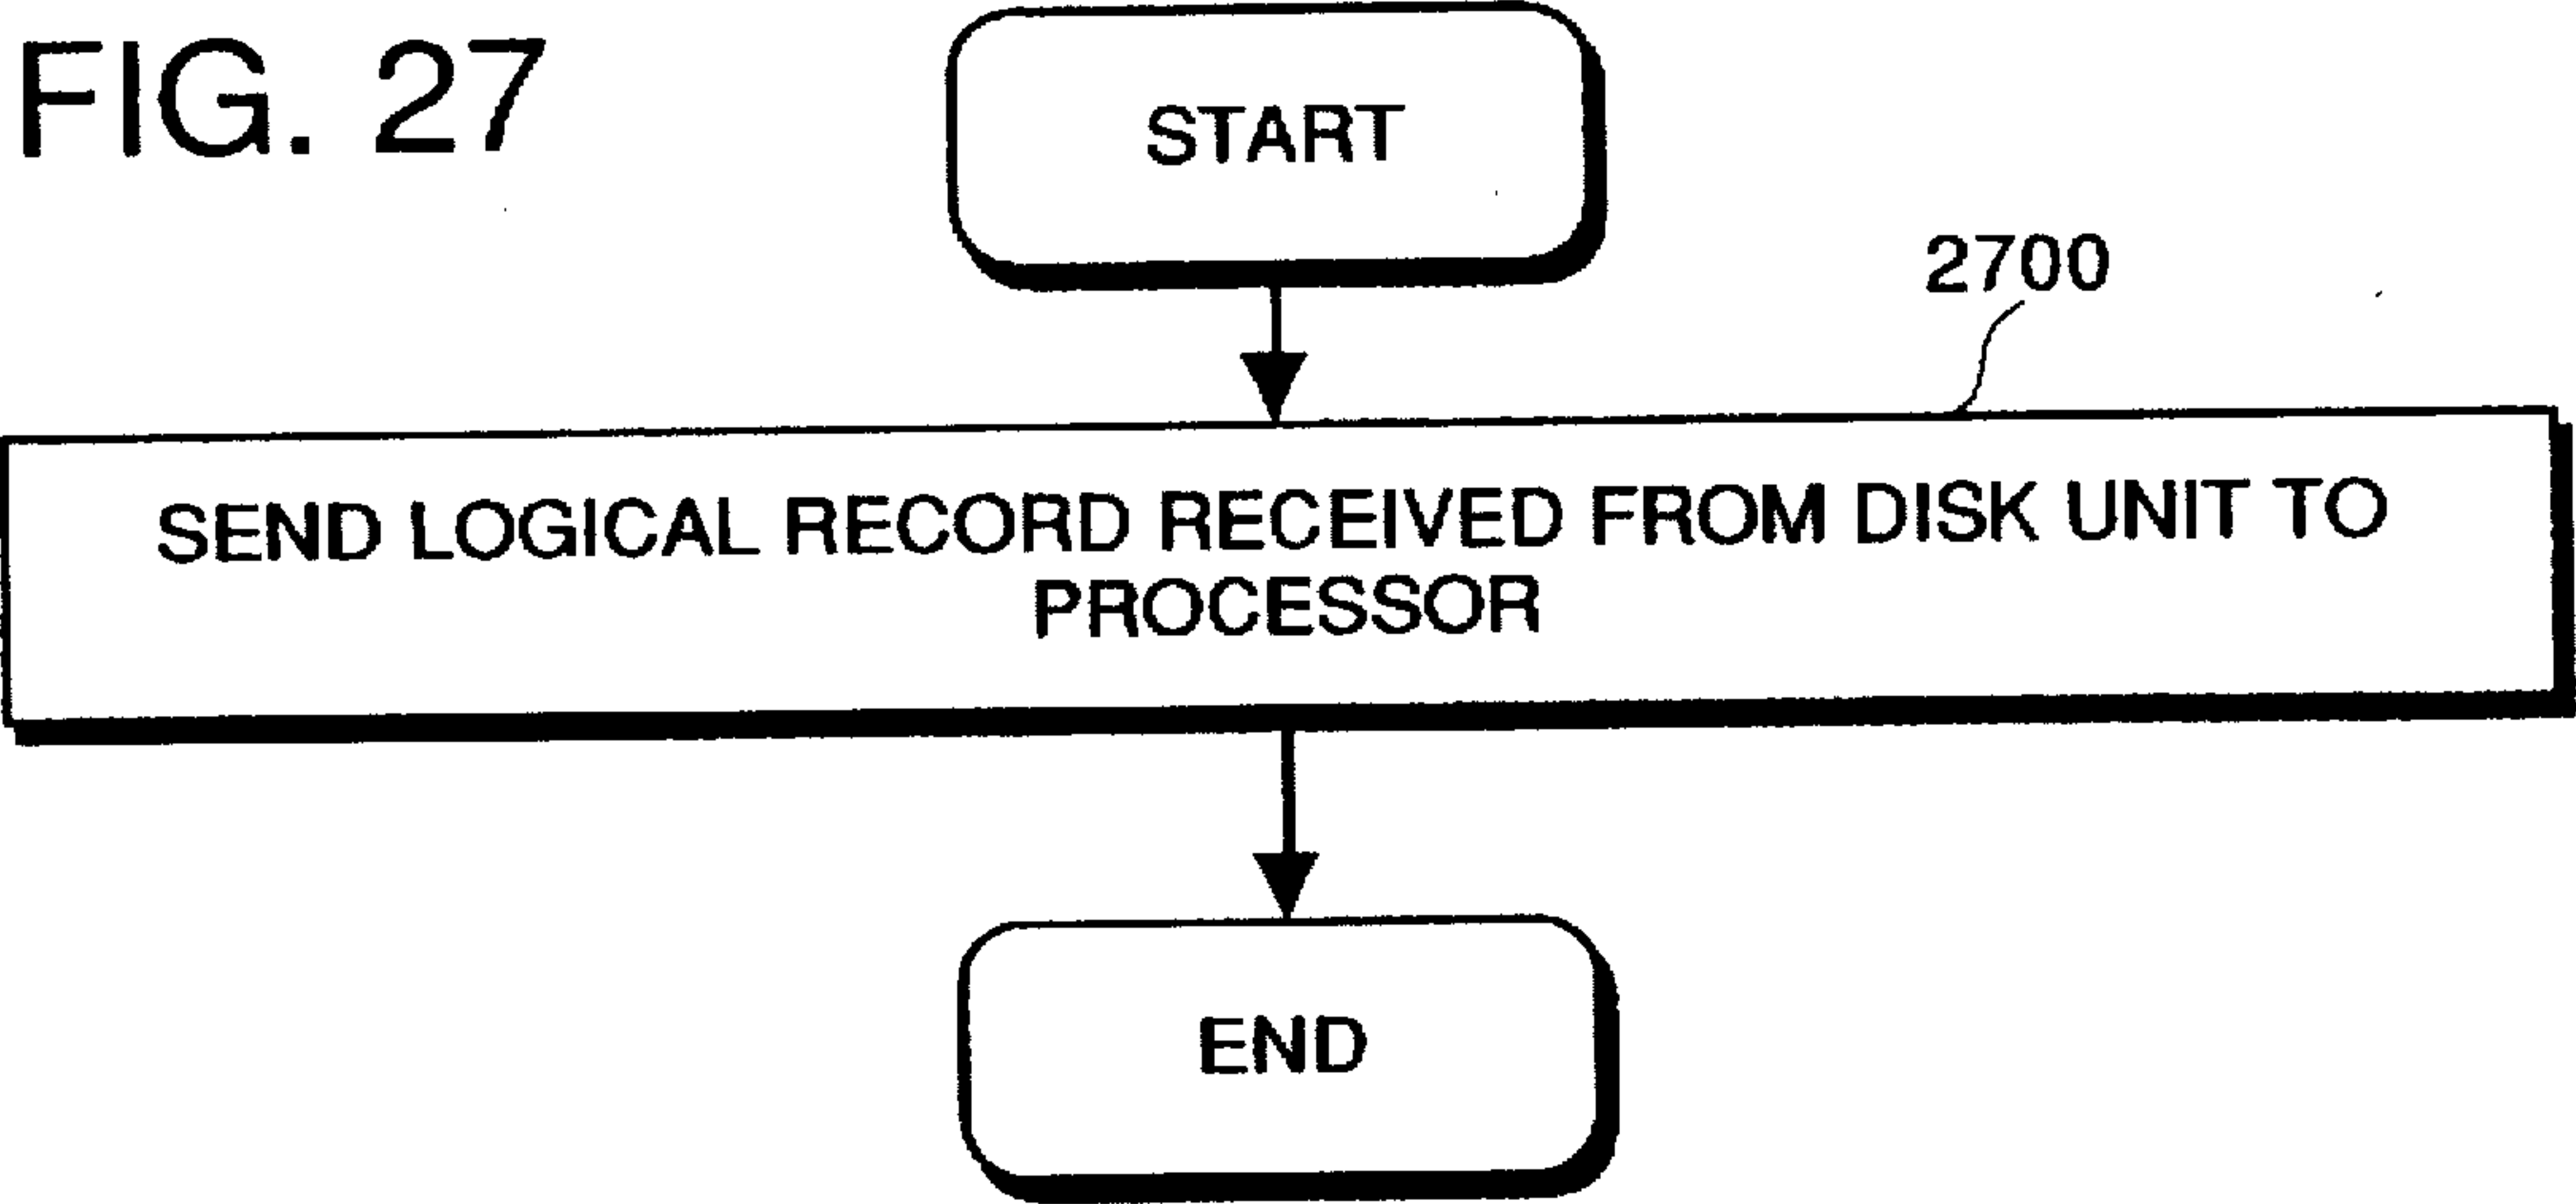 FIG. 27
START
2700
SEND LOGICAL RECORD RECEIVED FROM DISK UNIT TO
PROCESSOR
END